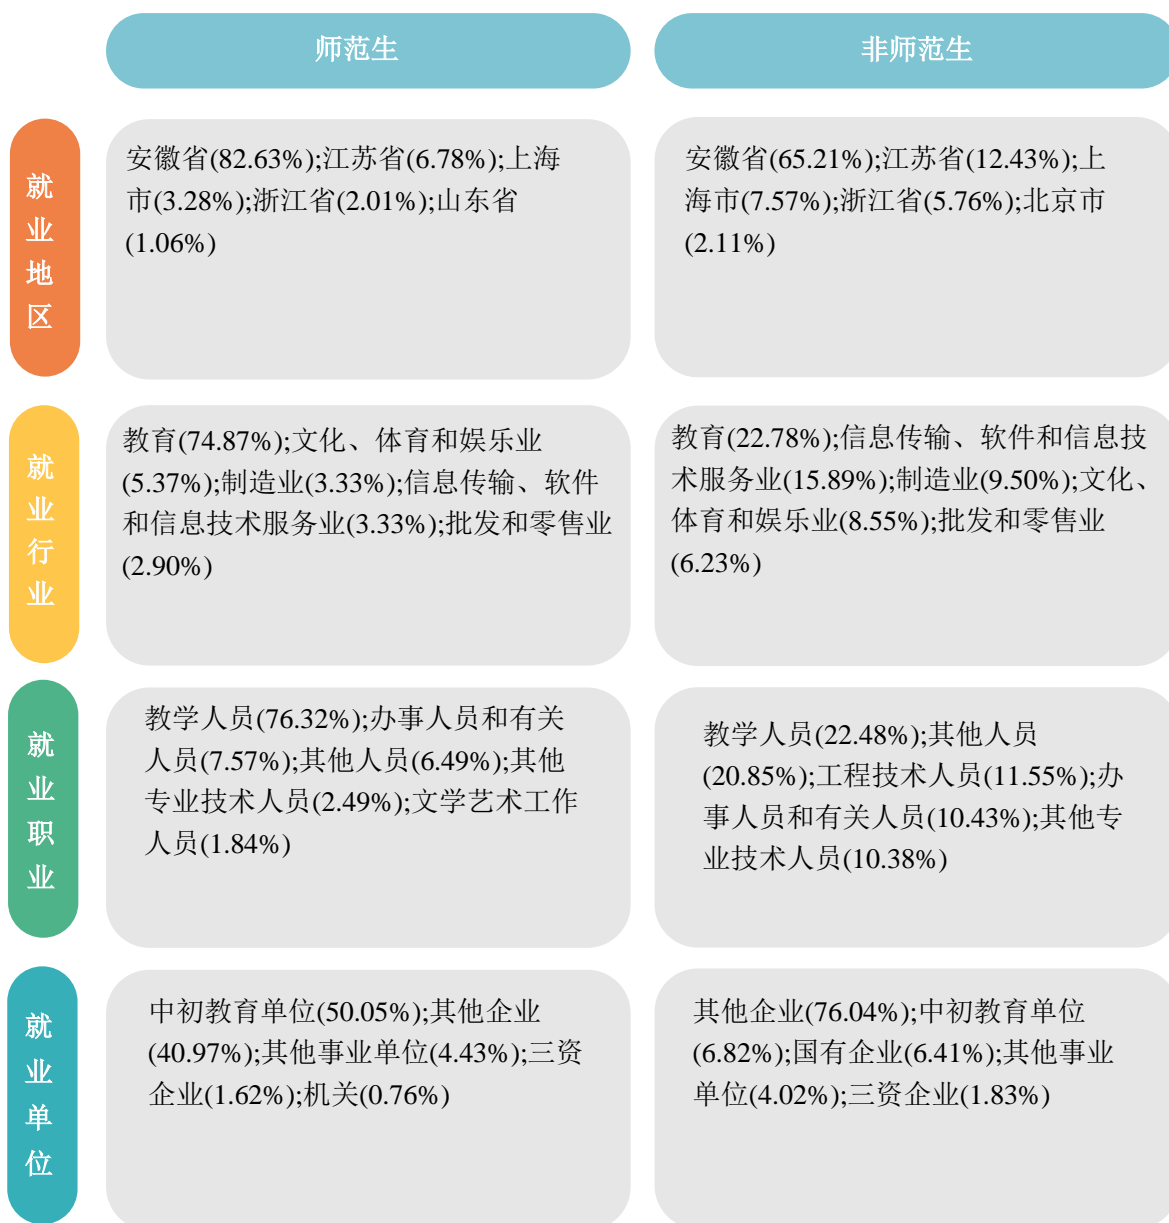 师范生
非师范生
就业地区
安徽省(82.63%);江苏省(6.78%);上海
市(3.28%);浙江省(2.01%);山东省
(1.06%)
安徽省(65.21%);江苏省(12.43%);上
海市(7.57%);浙江省(5.76%);北京市
(2.11%)
就业行业
教育(74.87%);文化、体育和娱乐业
(5.37%);制造业(3.33%);信息传输、软件
和信息技术服务业(3.33%);批发和零售业
(2.90%)
教育(22.78%);信息传输、软件和信息技
术服务业(15.89%);制造业(9.50%);文化、
体育和娱乐业(8.55%);批发和零售业
(6.23%)
就业职业
教学人员(76.32%);办事人员和有关
人员(7.57%);其他人员(6.49%);其他
专业技术人员(2.49%);文学艺术工作
人员(1.84%)
教学人员(22.48%);其他人员
(20.85%);工程技术人员(11.55%);办
事人员和有关人员(10.43%);其他专
业技术人员(10.38%)
就业单位
中初教育单位(50.05%);其他企业
(40.97%);其他事业单位(4.43%);三资
企业(1.62%);机关(0.76%)
其他企业(76.04%);中初教育单位
(6.82%);国有企业(6.41%);其他事业
单位(4.02%);三资企业(1.83%)